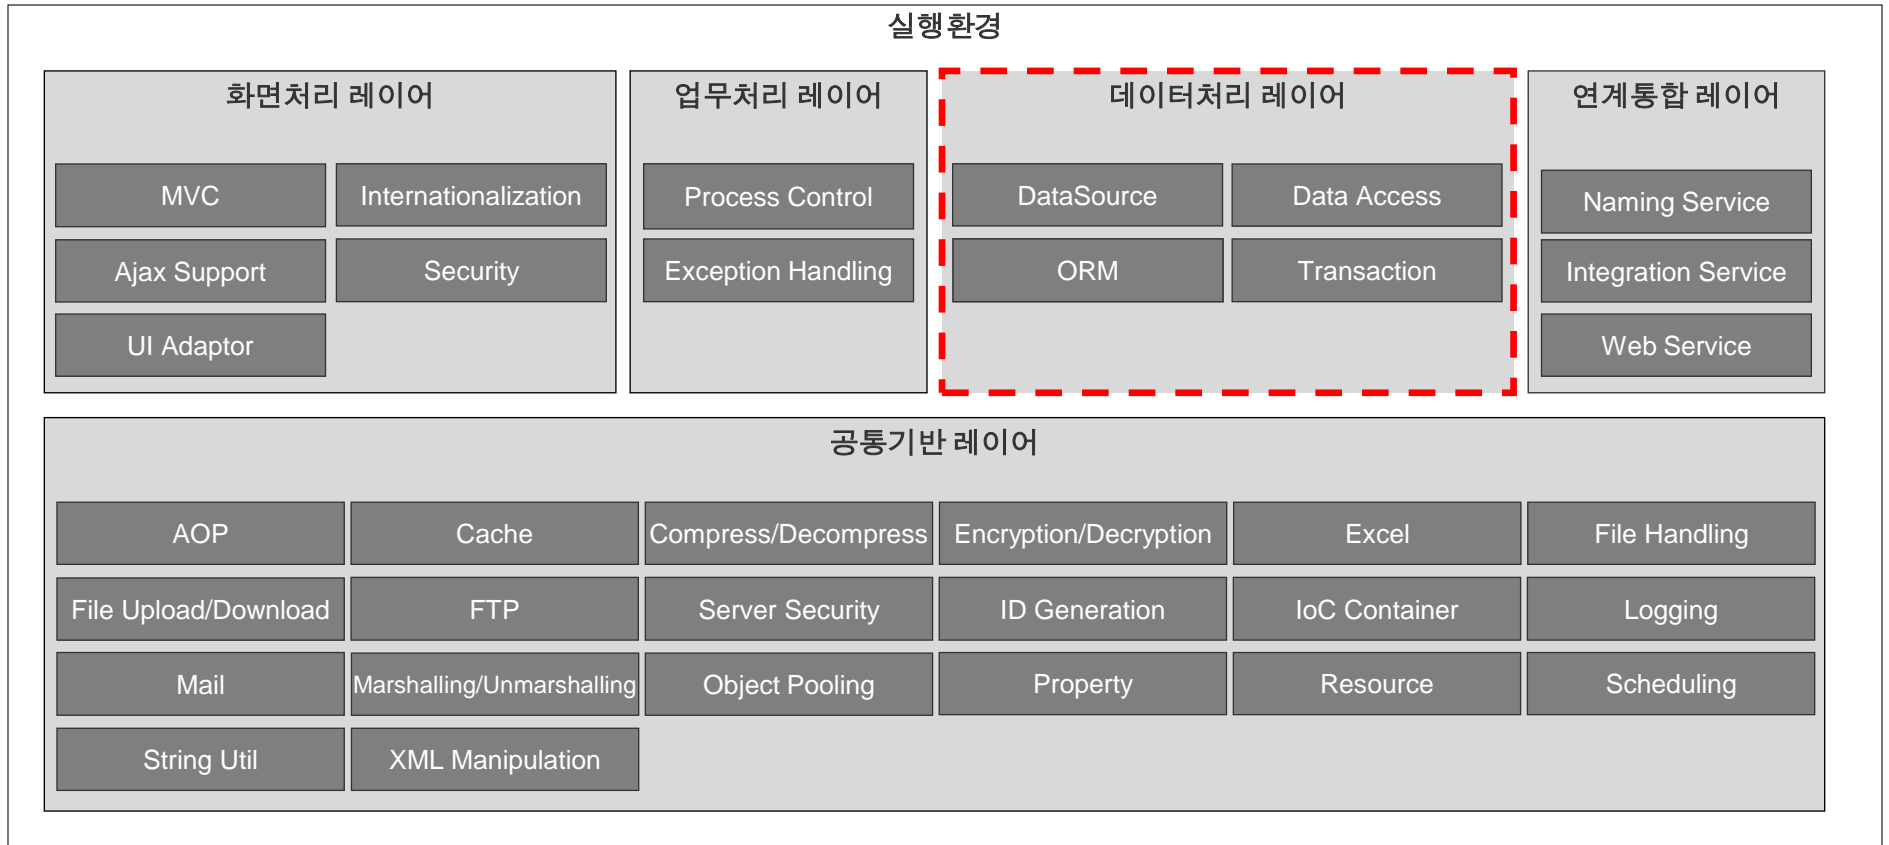 실행환경
화면처리 레이어
MVC
Internationalization
Ajax Support
Security
UI Adaptor
업무처리 레이어
Process Control
Exception Handling
데이터처리 레이어
DataSource
Data Access
ORM
Transaction
연계통합 레이어
Naming Service
Integration Service
Web Service
공통기반 레이어
AOP
Cache
Compress/Decompress
Encryption/Decryption
Excel
File Handling
File Upload/Download
FTP
Server Security
ID Generation
IoC Container
Logging
Mail
Marshalling/Unmarshalling
Object Pooling
Property
Resource
Scheduling
String Util
XML Manipulation